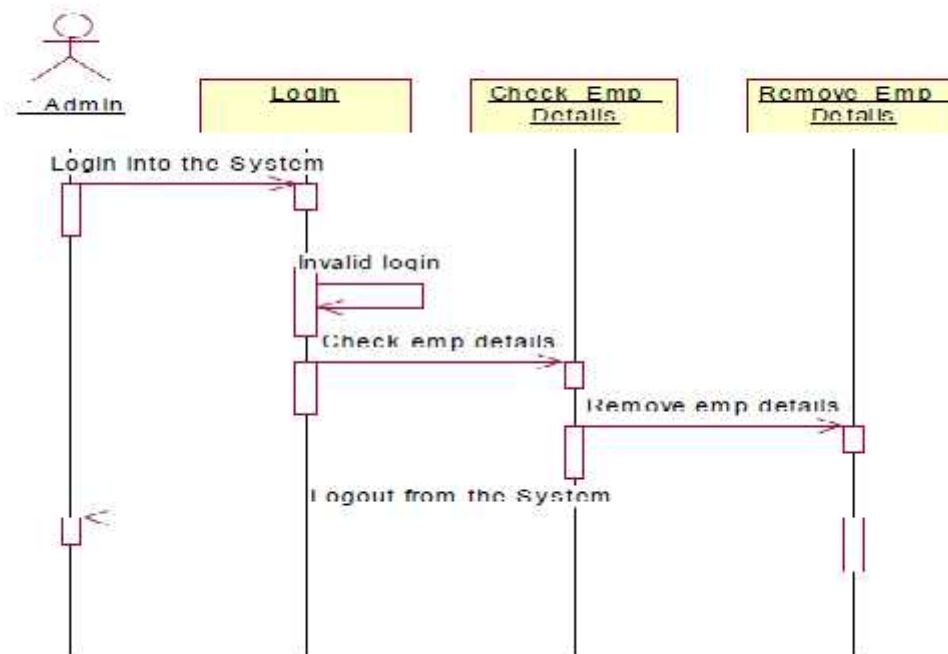 : Admin
Login
Check Emp
Details
Remove Emp
Details
Login into the System
Invalid login
Check emp details
Remove emp details
Logout from the System